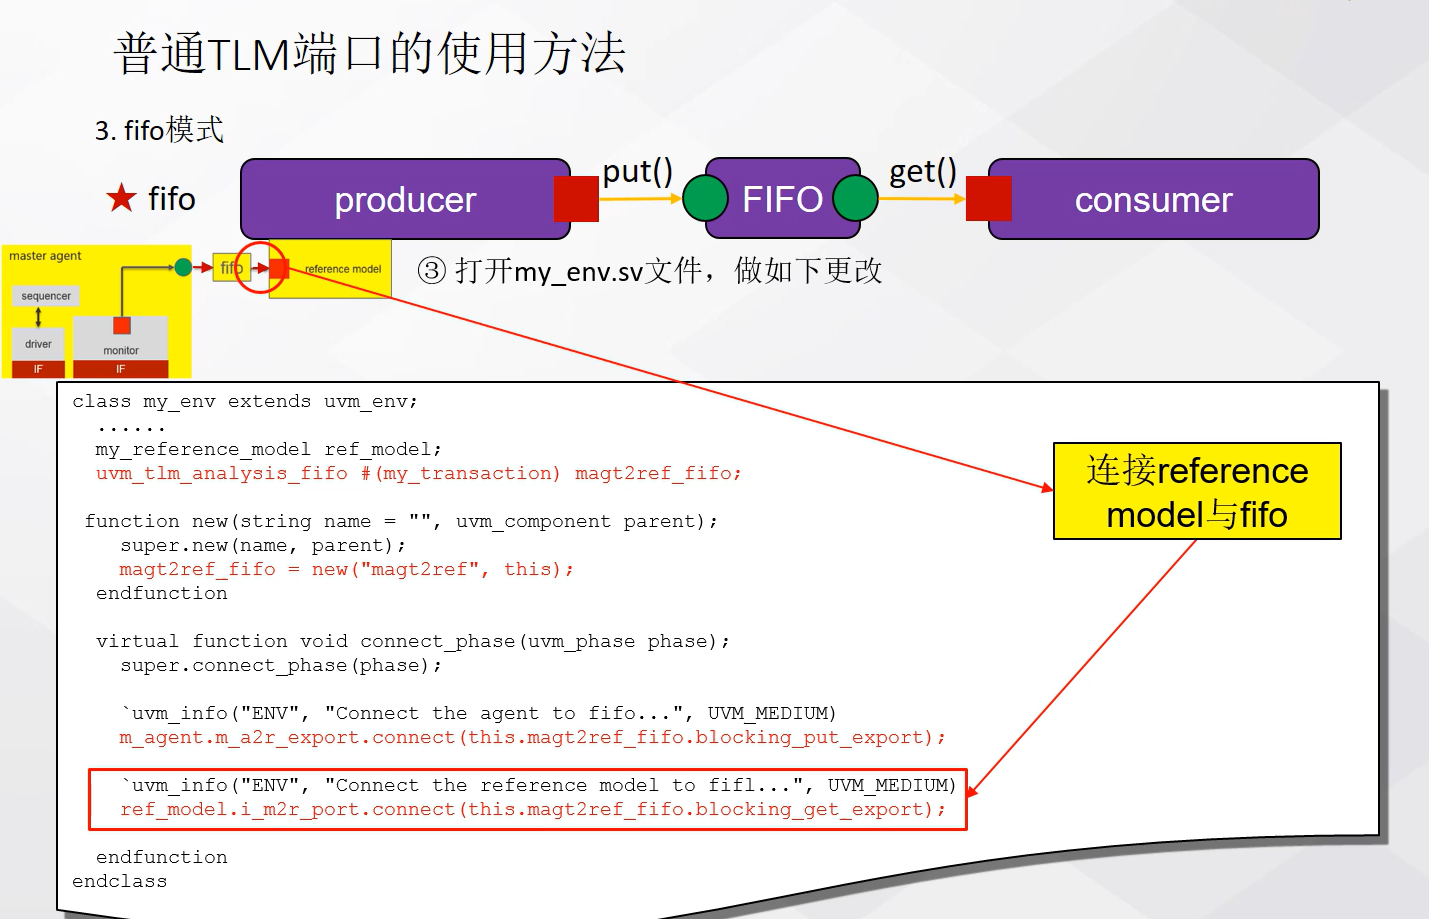 普通TLM端口的使用方法
3. fifo模式
★ fifo
producer
put()
FIFO
get()
consumer
master agent
sequencer
driver
IF
monitor
IF
fifo
reference model
③ 打开my_env.sv文件，做如下更改
class my_env extends uvm_env;
......
my_reference_model ref_model;
uvm_tlm_analysis_fifo #(my_transaction) magt2ref_fifo;
function new(string name = "", uvm_component parent);
super.new(name, parent);
magt2ref_fifo = new("magt2ref", this);
endfunction
virtual function void connect_phase(uvm_phase phase);
super.connect_phase(phase);
`uvm_info("ENV", "Connect the agent to fifo...", UVM_MEDIUM)
m_agent.m_a2r_export.connect(this.magt2ref_fifo.blocking_put_export);
`uvm_info("ENV", "Connect the reference model to fifl...", UVM_MEDIUM)
ref_model.i_m2r_port.connect(this.magt2ref_fifo.blocking_get_export);
endfunction
endclass
连接reference
model与fifo